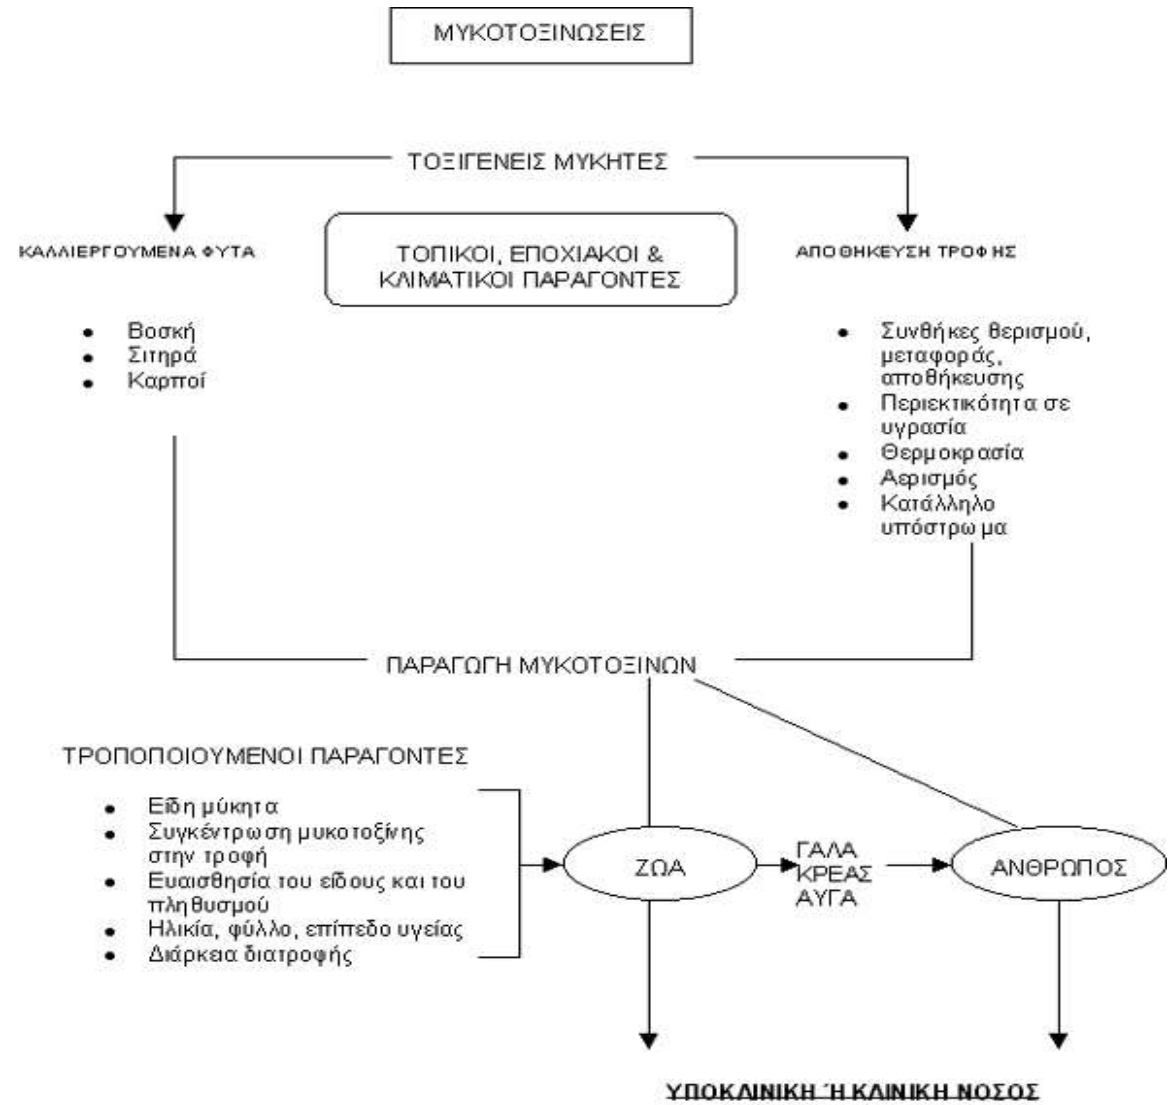 ΜΥΚΟΤΟΞΙΝΩΣΕΙΣ
ΤΟΞΙΓΕΝΕΙΣ ΜΥΚΗΤΕΣ
ΚΑΛΛΙΕΡΓΟΥΜΕΝΑ ΦΥΤΑ
ΤΟΠΙΚΟΙ, ΕΠΟΧΙΑΚΟΙ &
ΚΛΙΜΑΤΙΚΟΙ ΠΑΡΑΓΟΝΤΕΣ
ΑΠΟΘΗΚΕΥΣΗ ΤΡΟΦΗΣ
• Βοσκή
• Σιτηρά
• Καρποί
• Συνθήκες θερισμού,
μεταφοράς,
αποθήκευσης
• Περιεκτικότητα σε
υγρασία
• Θερμοκρασία
• Αερισμός
• Κατάλληλο
υπόστρωμα
ΠΑΡΑΓΩΓΗ ΜΥΚΟΤΟΞΙΝΩΝ
ΤΡΟΠΟΠΟΙΟΥΜΕΝΟΙ ΠΑΡΑΓΟΝΤΕΣ
• Είδη μύκητα
• Συγκέντρωση μυκοτοξίνης
στην τροφή
• Ευαισθησία του είδους και του
πληθυσμού
• Ηλικία, φύλλο, επίπεδο υγείας
• Διάρκεια διατροφής
ΖΩΑ
ΓΑΛΑ
ΚΡΕΑΣ
ΑΥΓΑ
ΑΝΘΡΩΠΟΣ
ΥΠΟΚΛΙΝΙΚΗ Ή ΚΛΙΝΙΚΗ ΝΟΣΟΣ